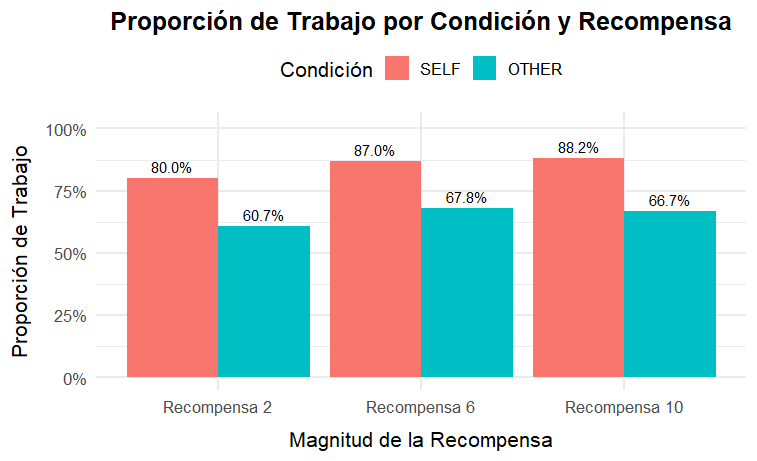 Proporción de Trabajo por Condición y Recompensa
Condición SELF OTHER
Proporción de Trabajo
100%
75%
50%
25%
0%
80.0%
60.7%
87.0%
67.8%
88.2%
66.7%
Recompensa 2
Recompensa 6
Recompensa 10
Magnitud de la Recompensa